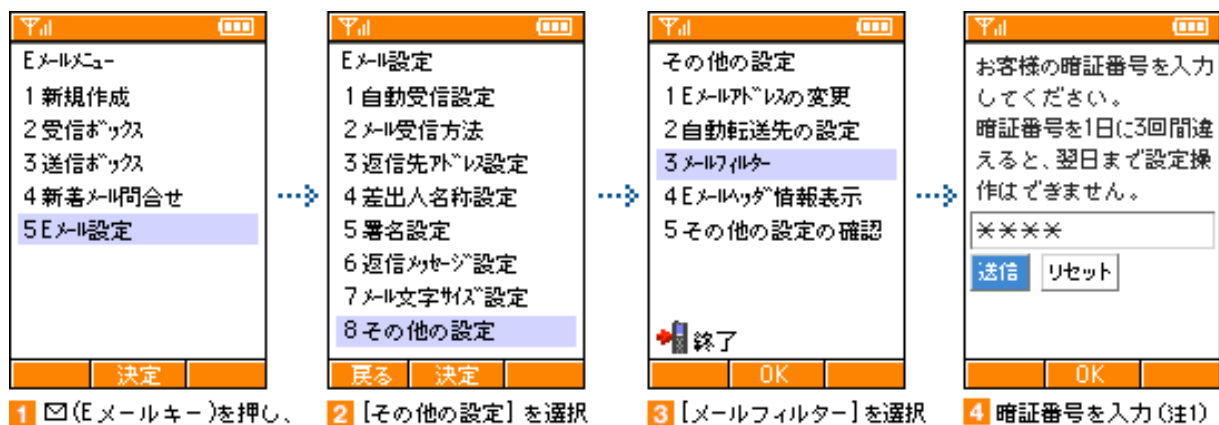 Eﾒｰﾙﾒﾆｭｰ
1 新規作成
2 受信ﾎﾞｯｸｽ
3 送信ﾎﾞｯｸｽ
4 新着ﾒｰﾙ問合せ
5 Eﾒｰﾙ設定
決定
1 ✉(Eメールキー)を押し、
Eﾒｰﾙ設定
1 自動受信設定
2 ﾒｰﾙ受信方法
3 返信先ｱﾄﾞﾚｽ設定
4 差出人名称設定
5 署名設定
6 返信ﾒｯｾｰｼﾞ設定
7 ﾒｰﾙ文字ｻｲｽﾞ設定
8 その他の設定
戻る 決定
2 [その他の設定] を選択
その他の設定
1 Eﾒｰﾙｱﾄﾞﾚｽの変更
2 自動転送先の設定
3 ﾒｰﾙﾌｨﾙﾀｰ
4 Eﾒｰﾙﾍｯﾀﾞ情報表示
5 その他の設定の確認
終了
OK
3 [メールフィルター] を選択
お客様の暗証番号を入力
してください。
暗証番号を1日に3回間違
えると、翌日まで設定操
作はできません。
****
送信 リセット
OK
4 暗証番号を入力 (注1)